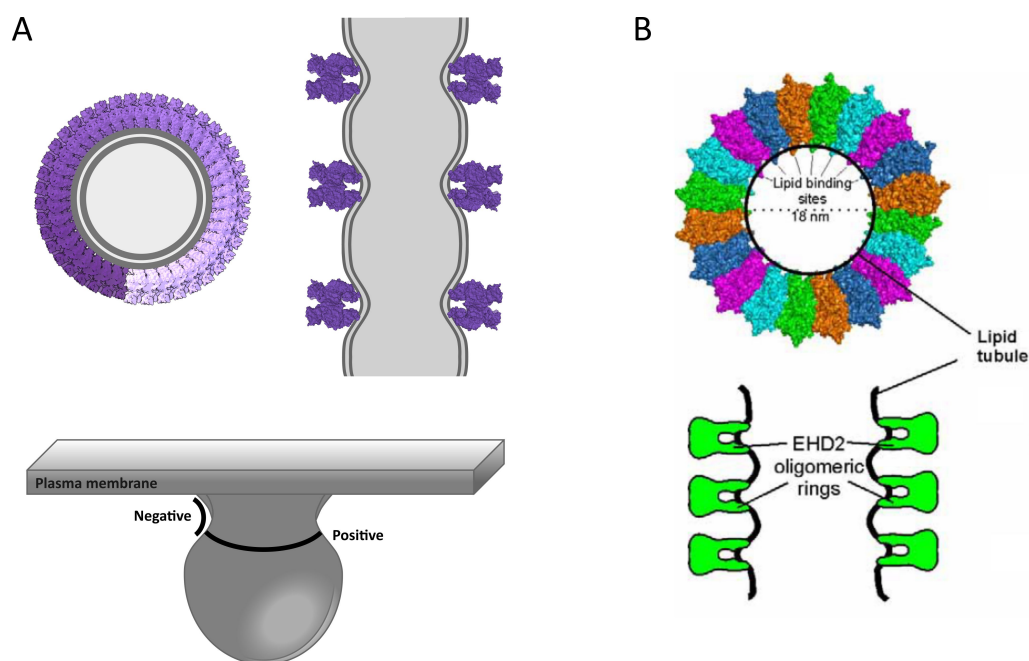 A
Plasma membrane
Negative
Positive
B
Lipid binding
sites
18 nm
Lipid
tubule
EHD2
oligomeric
rings